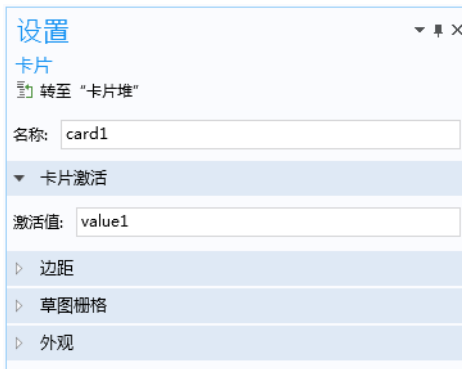 设置
卡片
转至 “卡片堆”
名称: card1
卡片激活
激活值: value1
边距
草图栅格
外观